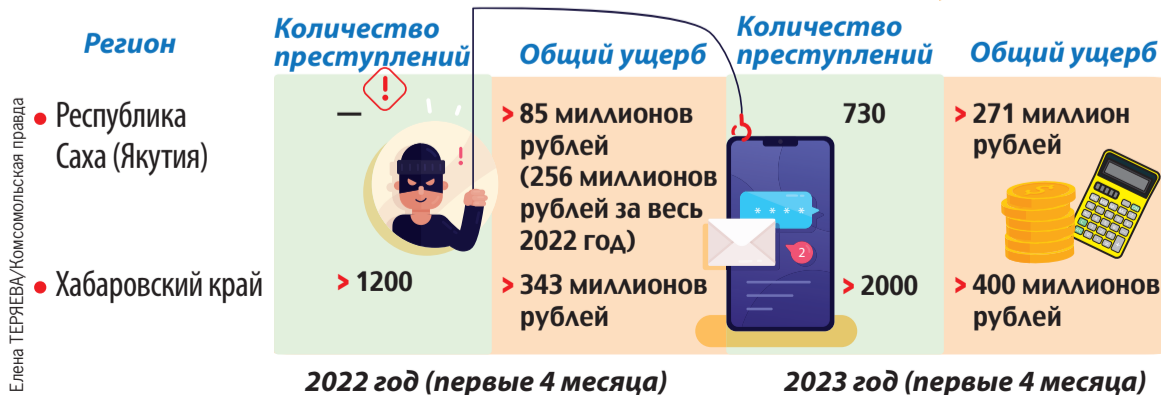 Регион
Количество
преступлений
Общий ущерб
Количество
преступлений
Общий ущерб
• Республика
Саха (Якутия)
—
!
!
> 85 миллионов
рублей
(256 миллионов
рублей за весь
2022 год)
730
> 271 миллион
рублей
* * * *
2
$
• Хабаровский край
> 1200
> 343 миллионов
рублей
> 2000
> 400 миллионов
рублей
2022 год (первые 4 месяца)
2023 год (первые 4 месяца)
Елена ТЕРЯЕВА/Комсомольская правда